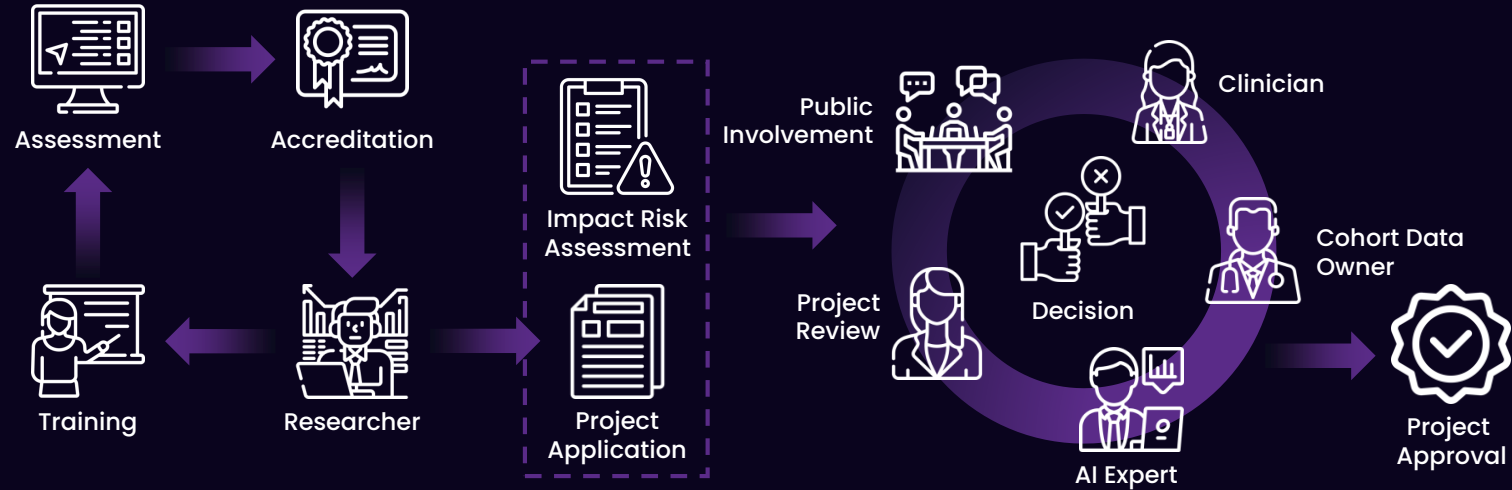 Assessment
Accreditation
Training
Researcher
Impact Risk
Assessment
Project
Application
Public
Involvement
Clinician
Cohort Data
Owner
Project
Review
Decision
AI Expert
Project
Approval